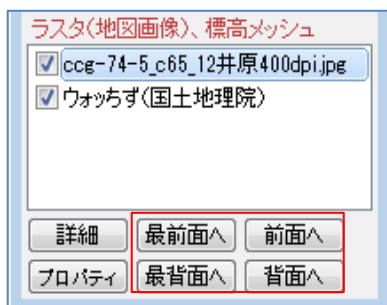 ラスタ(地図画像)、標高メッシュ
ccg-74-5_c65_12井原400dpi.jpg
ウォッちず(国土地理院)
詳細 最前面へ 前面へ
プロパティ 最背面へ 背面へ